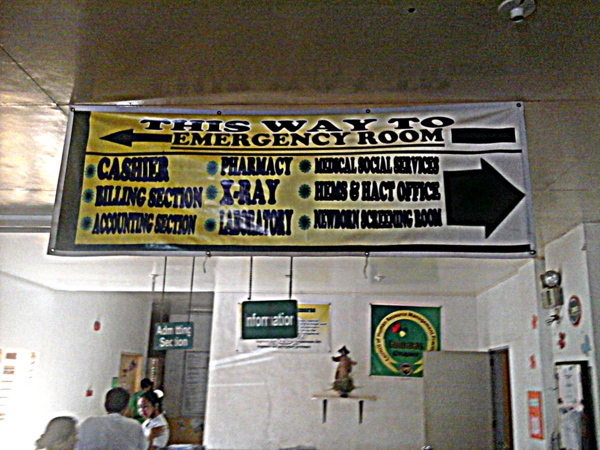 THIS WAY TO
EMERGENCY ROOM
CASHIER
BILLING SECTION
ACCOUNTING SECTION
PHARMACY
X-RAY
LABORATORY
MEDICAL SOCIAL SERVICES
HEMS & HACT OFFICE
NEWBORN SCREENING ROOM
Information
Admitting
Section